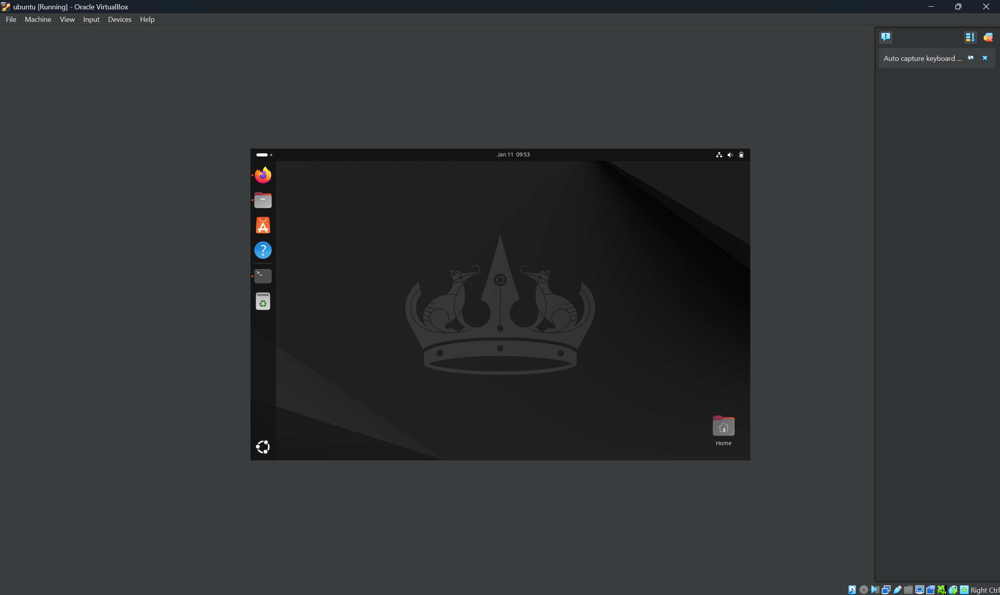 ubuntu [Running] - Oracle VirtualBox
File Machine View Input Devices Help
Auto capture keyboard ...
Jan 11 09:53
Home
Right Ctrl